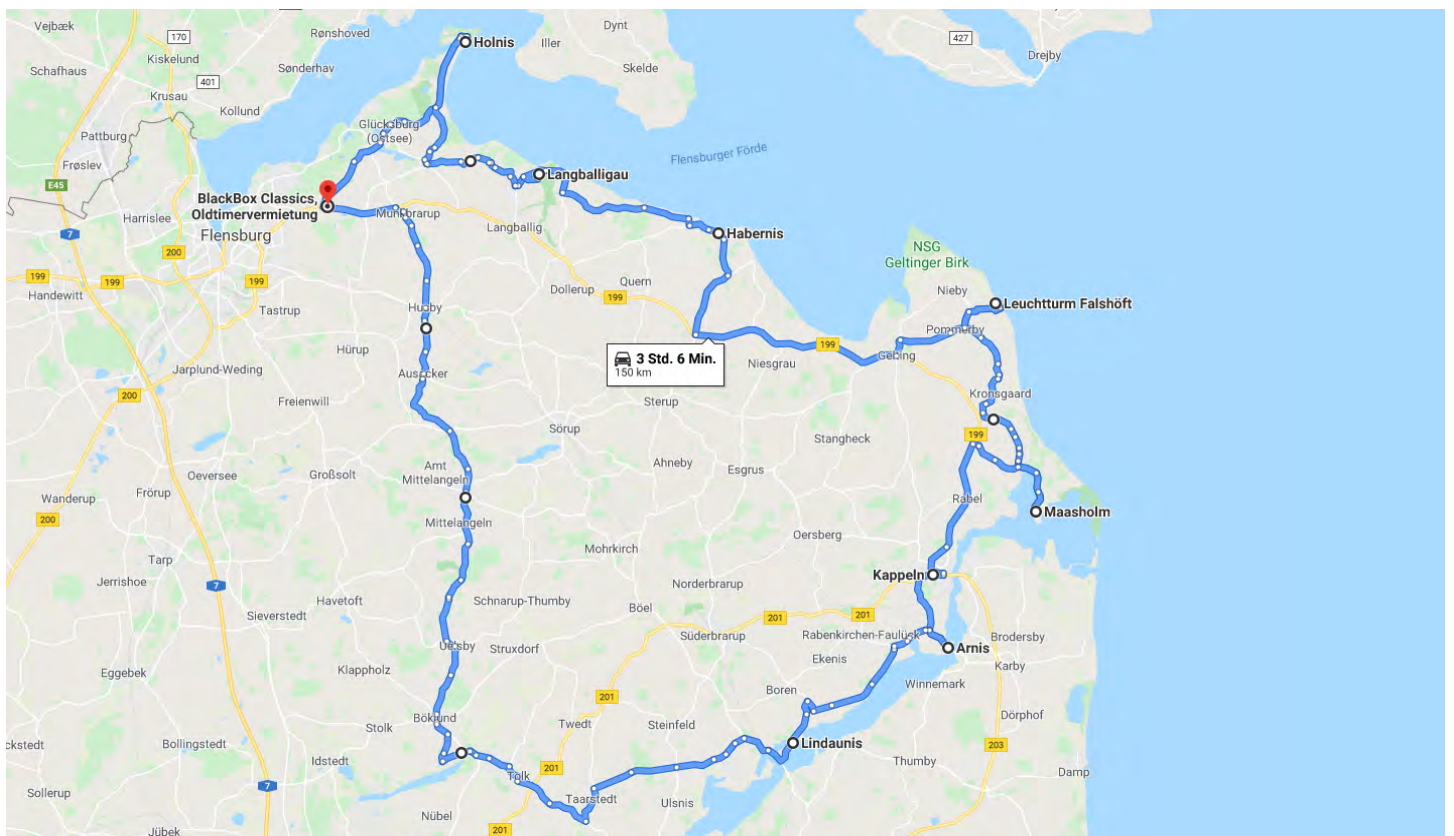 Vejbæk
170
Kiskelund
Rønshoved
Holnis
Iller
Dynt
427
Drejby
Schafhaus
Sønderhav
Skelde
401
Krusau
Kollund
Pattburg
Glücksburg
(Ostsee)
Frøslev
Flensburger Förde
E45
Langballigau
BlackBox Classics,
Oldtimervermietung
Harrislee
Munkbrarup
Langballig
Flensburg
7
Habernis
200
NSG
Geltinger Birk
199
199
199
Handewitt
Tastrup
Husby
Dollerup
Quern
199
Nieby
Leuchtturm Falshöft
Pommerby
Hürup
3 Std. 6 Min.
150 km
199
Gelting
Niesgrau
Jarplund-Weding
Ausacker
200
Freienwill
Sterup
Kronsgaard
Sörup
Stangheck
199
Oeversee
Großsolt
Amt
Mittelangeln
Ahneby
Esgrus
Wanderup
Frörup
200
Rabel
Maasholm
Mittelangeln
Oersberg
Tarp
Mohrkirch
Jerrishoe
7
Kappeln
Norderbrarup
Havetoft
Schnarup-Thumby
Sieverstedt
Böel
201
201
Süderbrarup
Rabenkirchen-Faulück
Brodersby
Uelsby
Struxdorf
Arnis
Ekenis
Karby
Eggebek
Klappholz
Winnemark
201
Boren
Dörphof
Böklund
Stolk
Twedt
Steinfeld
Lindaunis
203
ckstedt
Bollingstedt
Idstedt
201
Thumby
Damp
Tolk
7
Sollerup
Taarstedt
Ulsnis
Nübel
201
Jübek